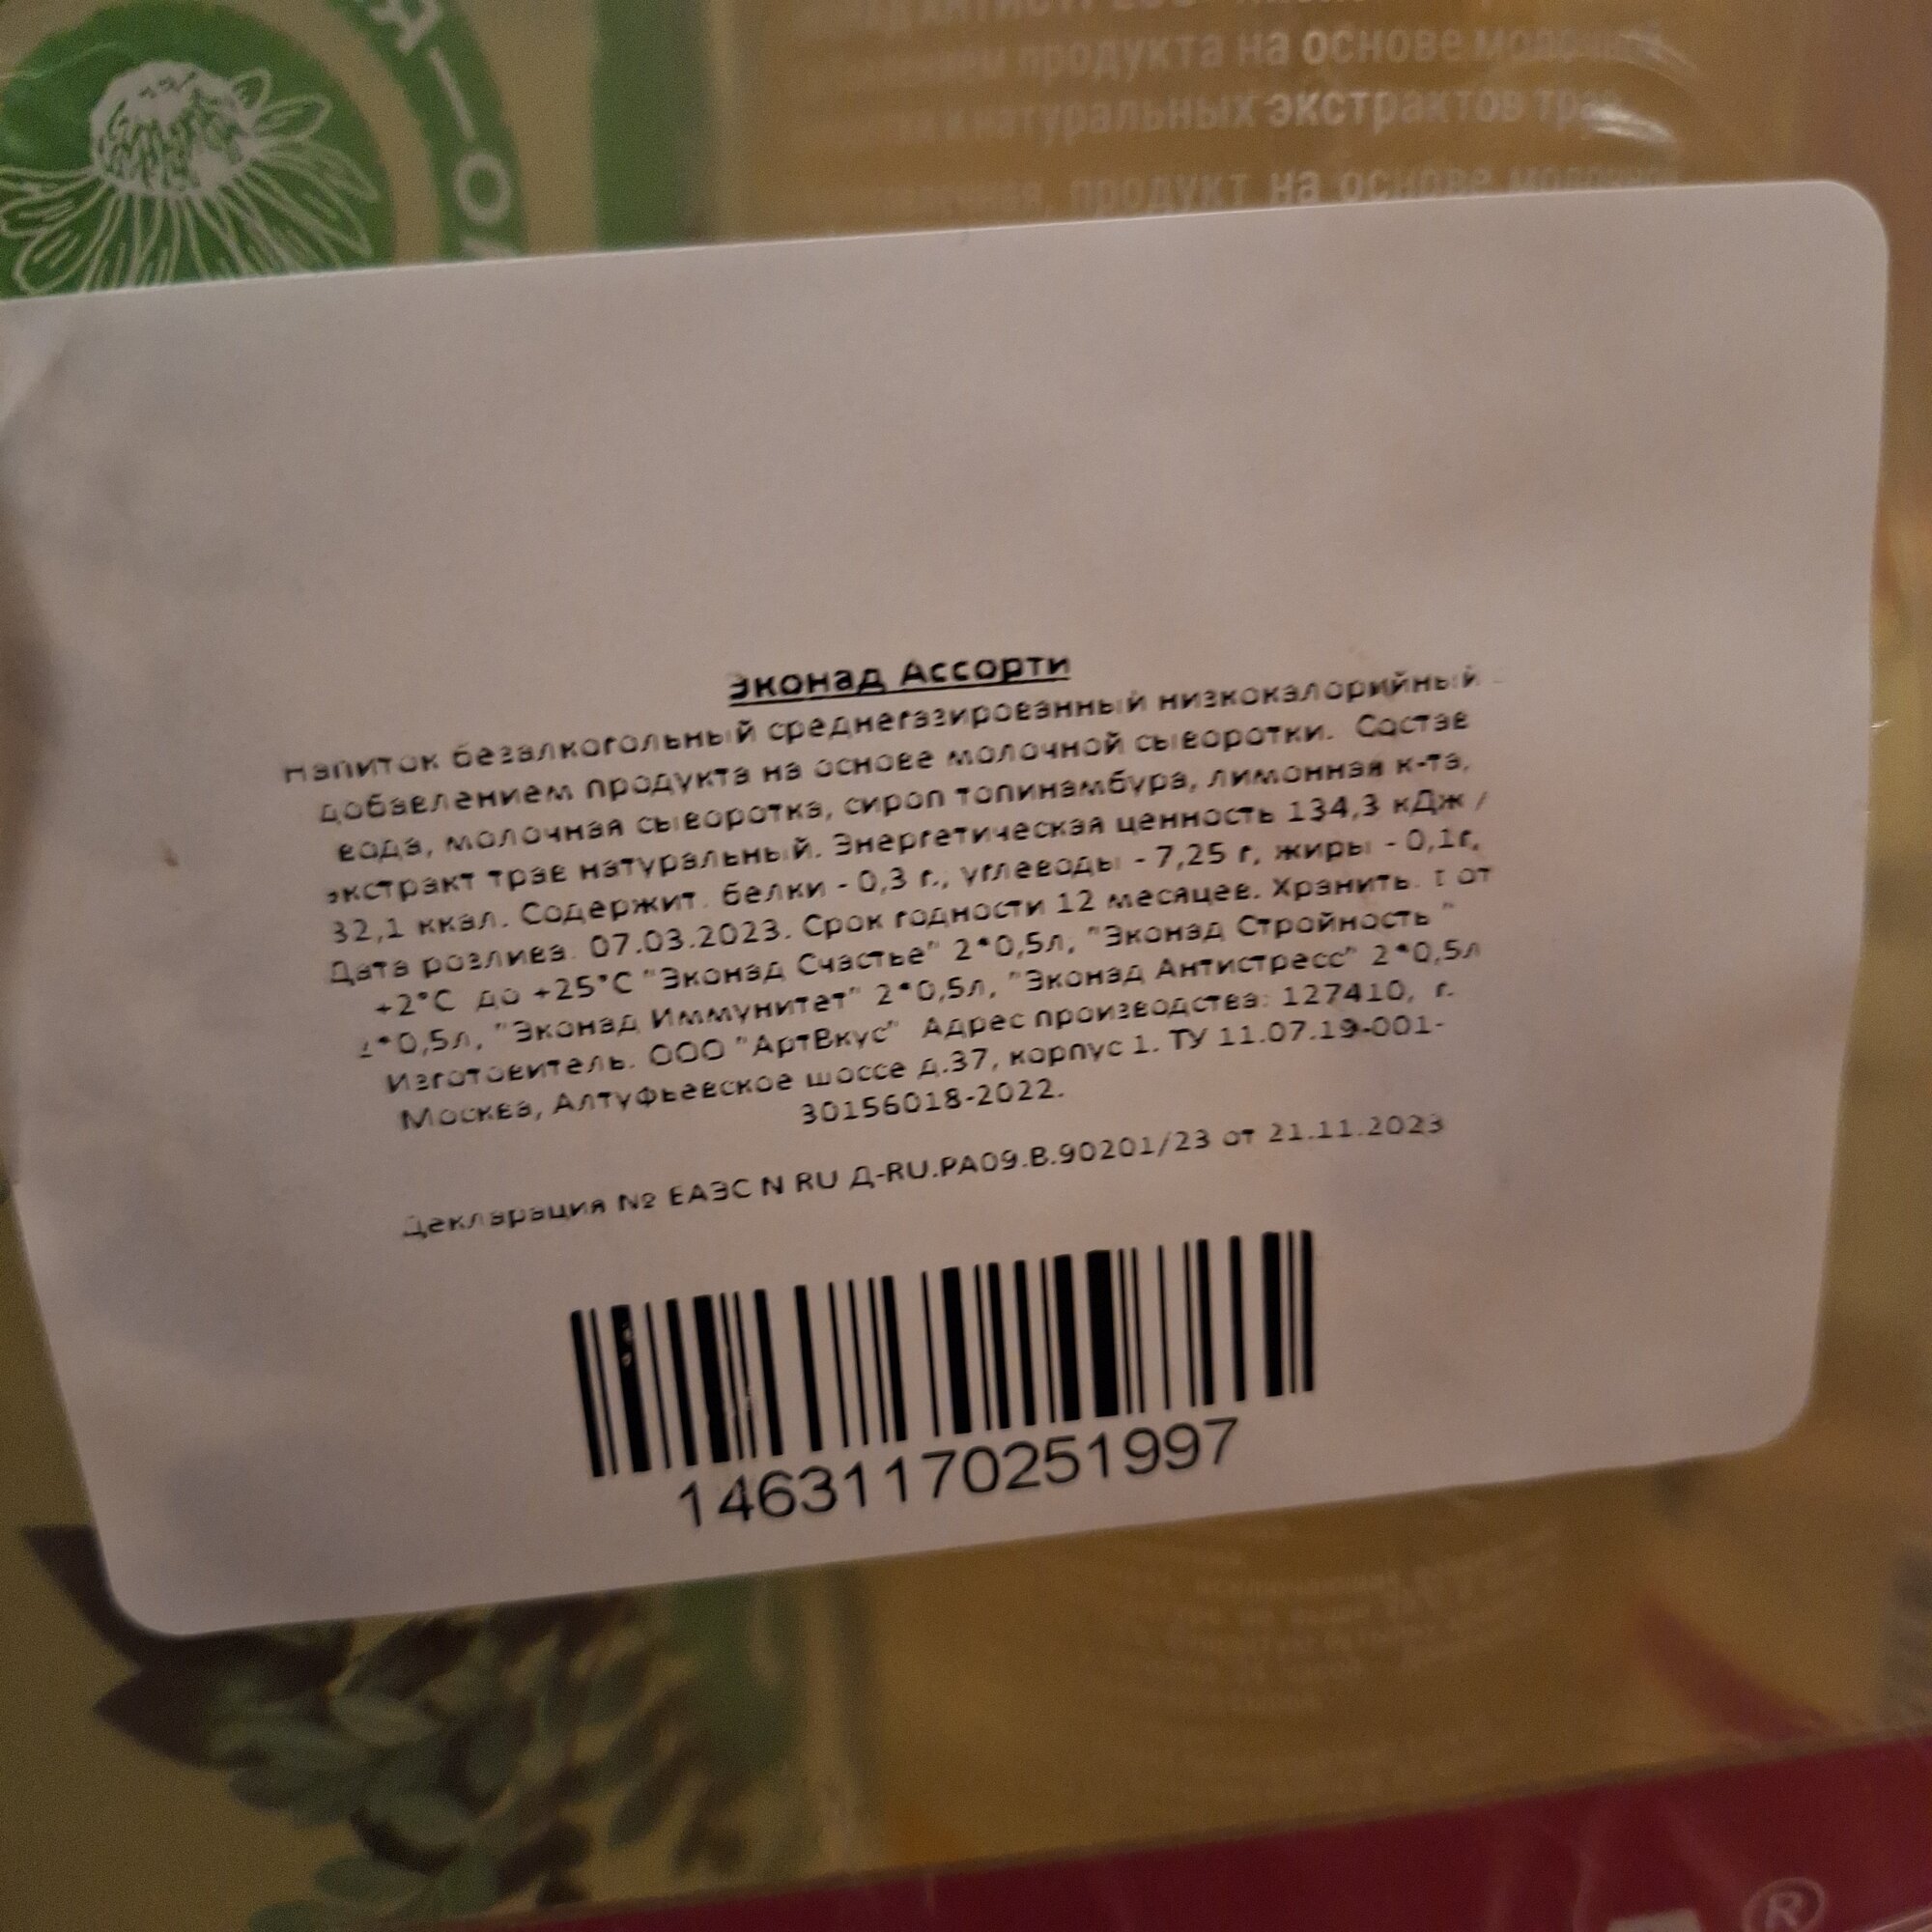 продукта на основе молочной
натуральных экстрактов трав
продукт на основе
Эконад Ассорти
Напиток безалкогольный среднегазированный низкокалорийный с
добавлением продукта на основе молочной сыворотки. Состав
вода, молочная сыворотка, сироп топинамбура, лимонная к-та,
экстракт трав натуральный. Энергетическая ценность 134,3 кДж /
32,1 ккал. Содержит. белки - 0,3 г., углеводы - 7,25 г, жиры - 0,1г,
Дата розлива. 07.03.2023. Срок годности 12 месяцев. Хранить. t от
+2°С до +25°С "Эконад Счастье" 2*0,5л, "Эконад Стройность "
2*0,5л, "Эконад Иммунитет" 2*0,5л, "Эконад Антистресс" 2*0,5л
Изготовитель. ООО "АртВкус" Адрес производства: 127410, г.
Москва, Алтуфьевское шоссе д.37, корпус 1. ТУ 11.07.19-001-
30156018-2022.
Декларация № ЕАЭС N RU Д-RU.РА09.В.90201/23 от 21.11.2023
14631170251997
®